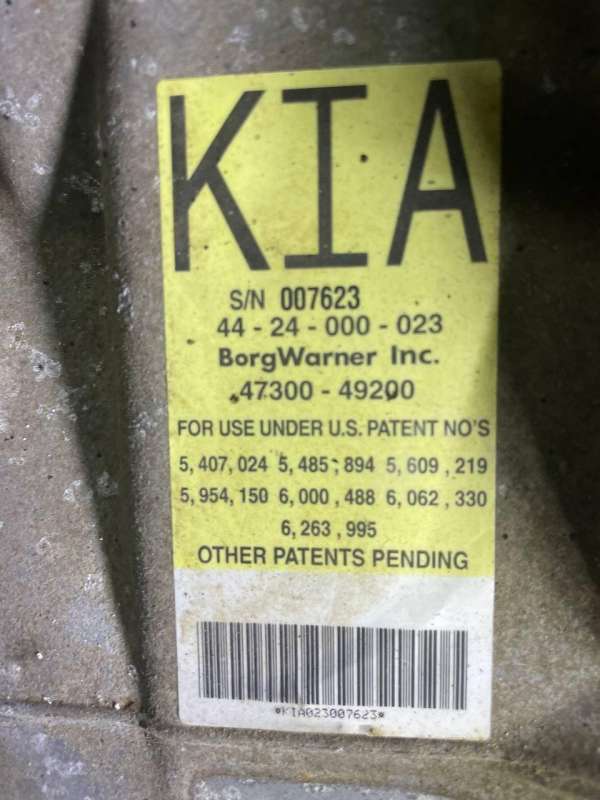 KIA
S/N 007623
44 - 24 - 000 - 023
BorgWarner Inc.
47300 - 49200
FOR USE UNDER U.S. PATENT NO'S
5,407,024 5,485,894 5,609,219
5,954,150 6,000,488 6,062,330
6,263,995
OTHER PATENTS PENDING
*KIA023007623*